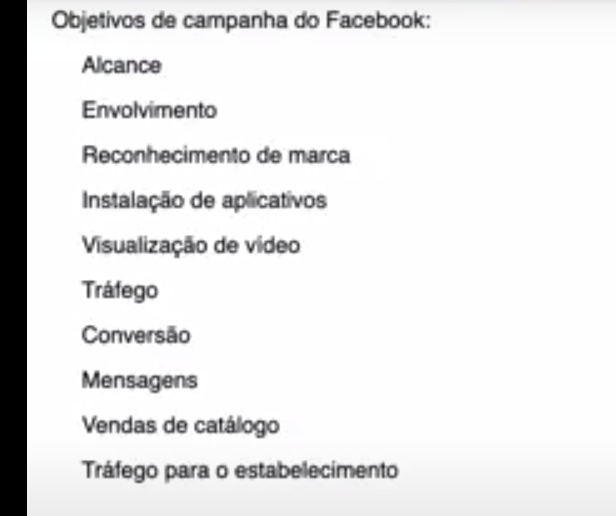 Objetivos de campanha do Facebook:
Alcance
Envolvimento
Reconhecimento de marca
Instalação de aplicativos
Visualização de vídeo
Tráfego
Conversão
Mensagens
Vendas de catálogo
Tráfego para o estabelecimento